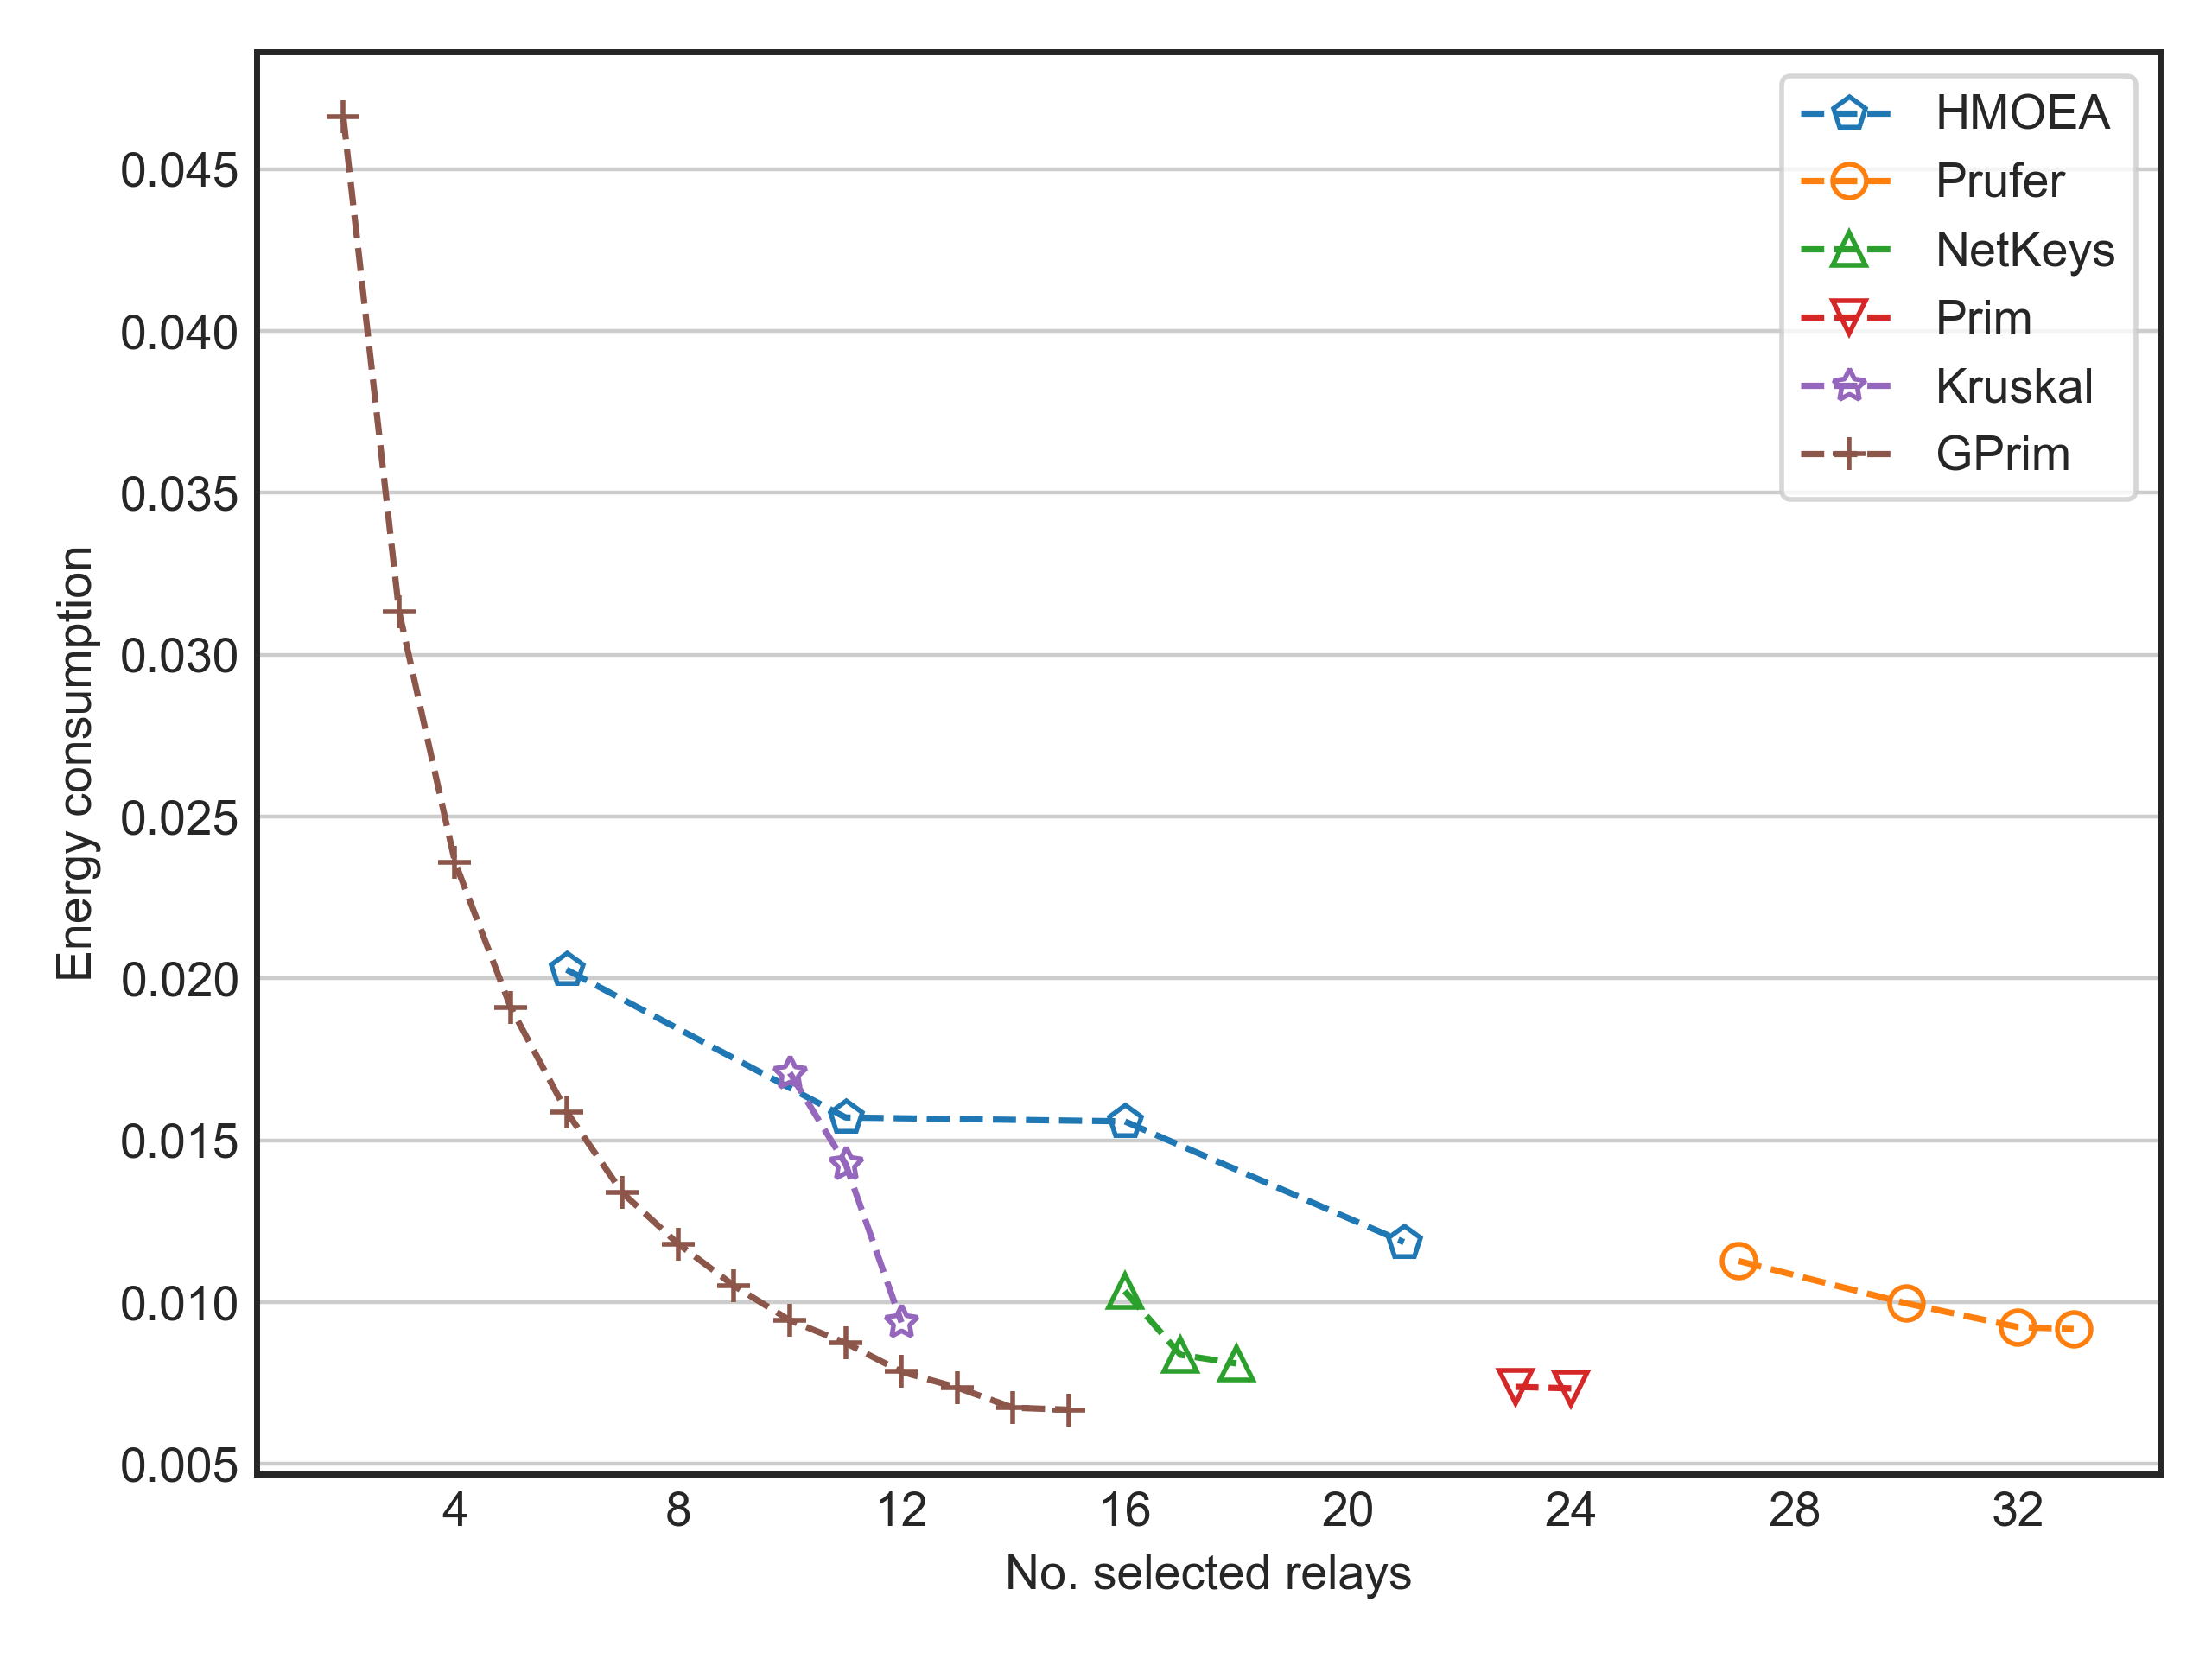 HMOEA
Prufer
NetKeys
Prim
Kruskal
GPrim
Energy consumption
0.045
0.040
0.035
0.030
0.025
0.020
0.015
0.010
0.005
4 8 12 16 20 24 28 32
No. selected relays